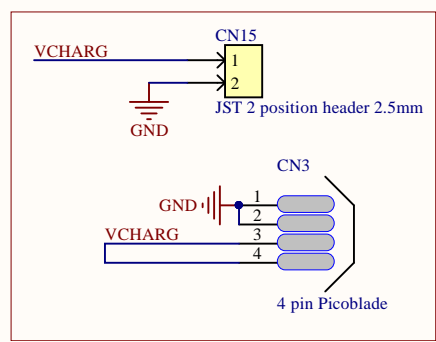 CN15
VCHARG
1
2
GND
JST 2 position header 2.5mm
CN3
GND
1
2
VCHARG
3
4
4 pin Picoblade